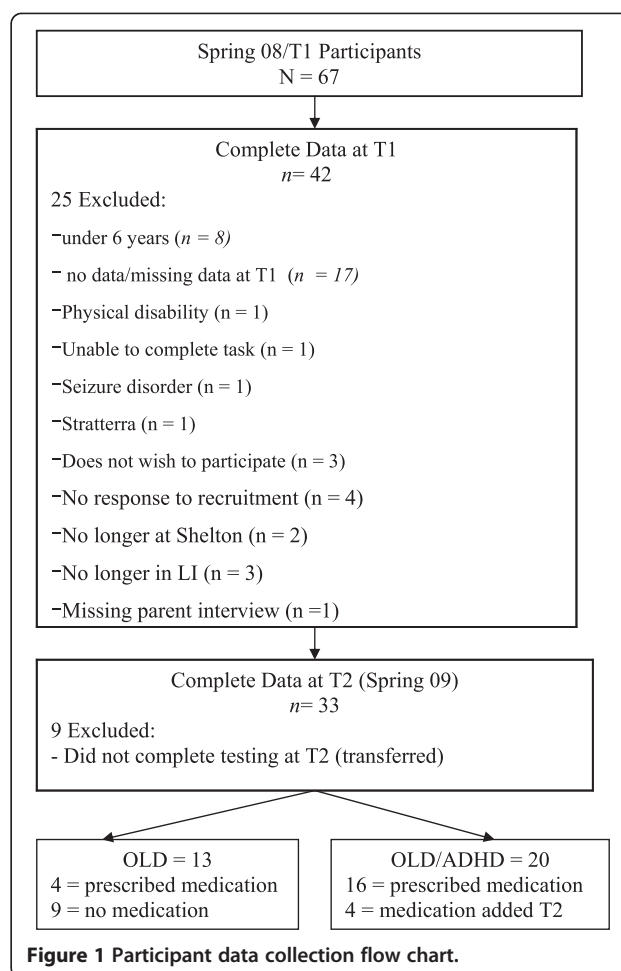 Spring 08/T1 Participants
N = 67
Complete Data at T1
n= 42
25 Excluded:
-under 6 years (n = 8)
- no data/missing data at T1 (n = 17)
-Physical disability (n = 1)
-Unable to complete task (n = 1)
-Seizure disorder (n = 1)
-Stratterra (n = 1)
-Does not wish to participate (n = 3)
-No response to recruitment (n = 4)
-No longer at Shelton (n = 2)
-No longer in LI (n = 3)
-Missing parent interview (n =1)
Complete Data at T2 (Spring 09)
n= 33
9 Excluded:
- Did not complete testing at T2 (transferred)
OLD = 13
4 = prescribed medication
9 = no medication
OLD/ADHD = 20
16 = prescribed medication
4 = medication added T2
Figure 1 Participant data collection flow chart.